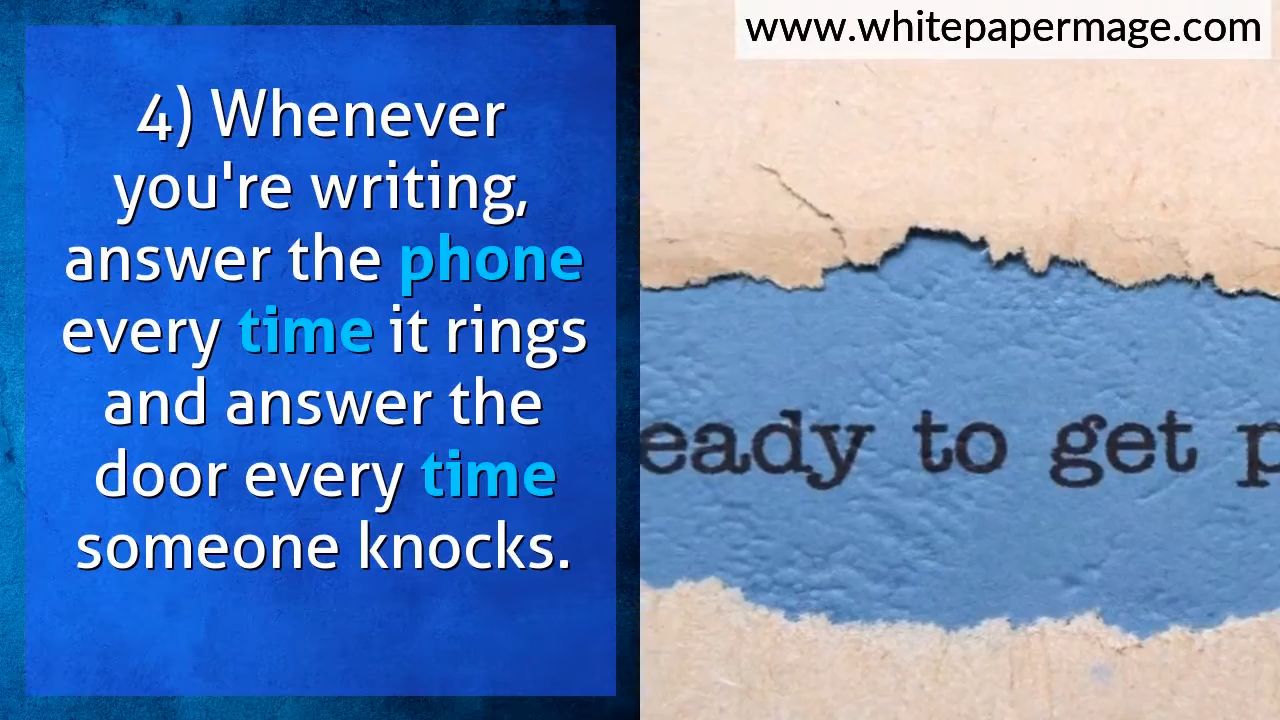 4) Whenever
you're writing,
answer the phone
every time it rings
and answer the
door every time
someone knocks.
www.whitepapermage.com
eady to get p